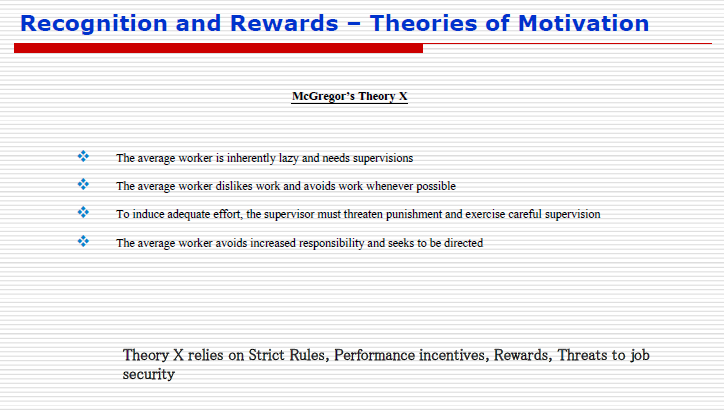 Recognition and Rewards – Theories of Motivation
McGregor's Theory X
The average worker is inherently lazy and needs supervisions
The average worker dislikes work and avoids work whenever possible
To induce adequate effort, the supervisor must threaten punishment and exercise careful supervision
The average worker avoids increased responsibility and seeks to be directed
Theory X relies on Strict Rules, Performance incentives, Rewards, Threats to job
security